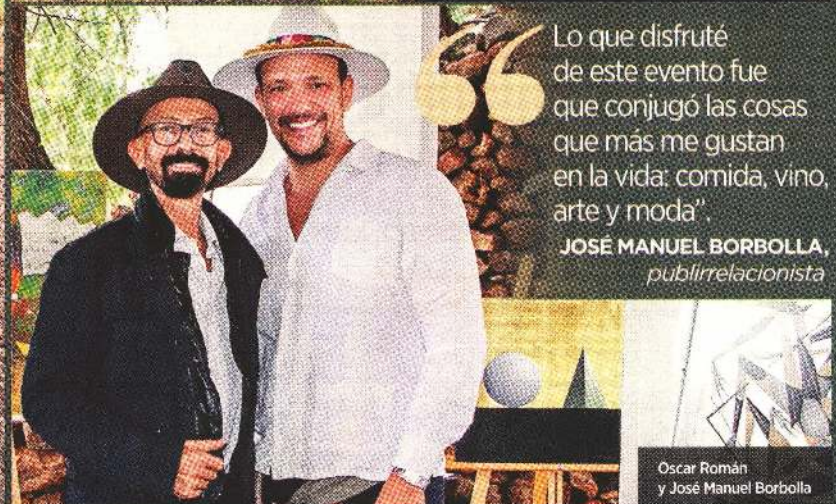 “
Lo que disfruté
de este evento fue
que conjugó las cosas
que más me gustan
en la vida: comida, vino,
arte y moda”.
JOSÉ MANUEL BORBOLLA,
publirrelacionista
Óscar Román
y José Manuel Borbolla